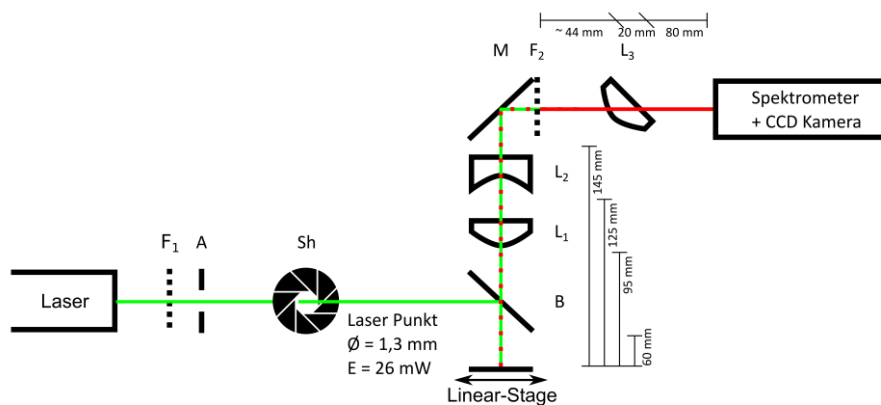 ~ 44 mm
20 mm
80 mm
M
F2
L3
Spektrometer
+ CCD Kamera
L2
145 mm
L1
125 mm
F1
A
Sh
95 mm
Laser
B
Laser Punkt
Ø = 1,3 mm
E = 26 mW
60 mm
Linear-Stage